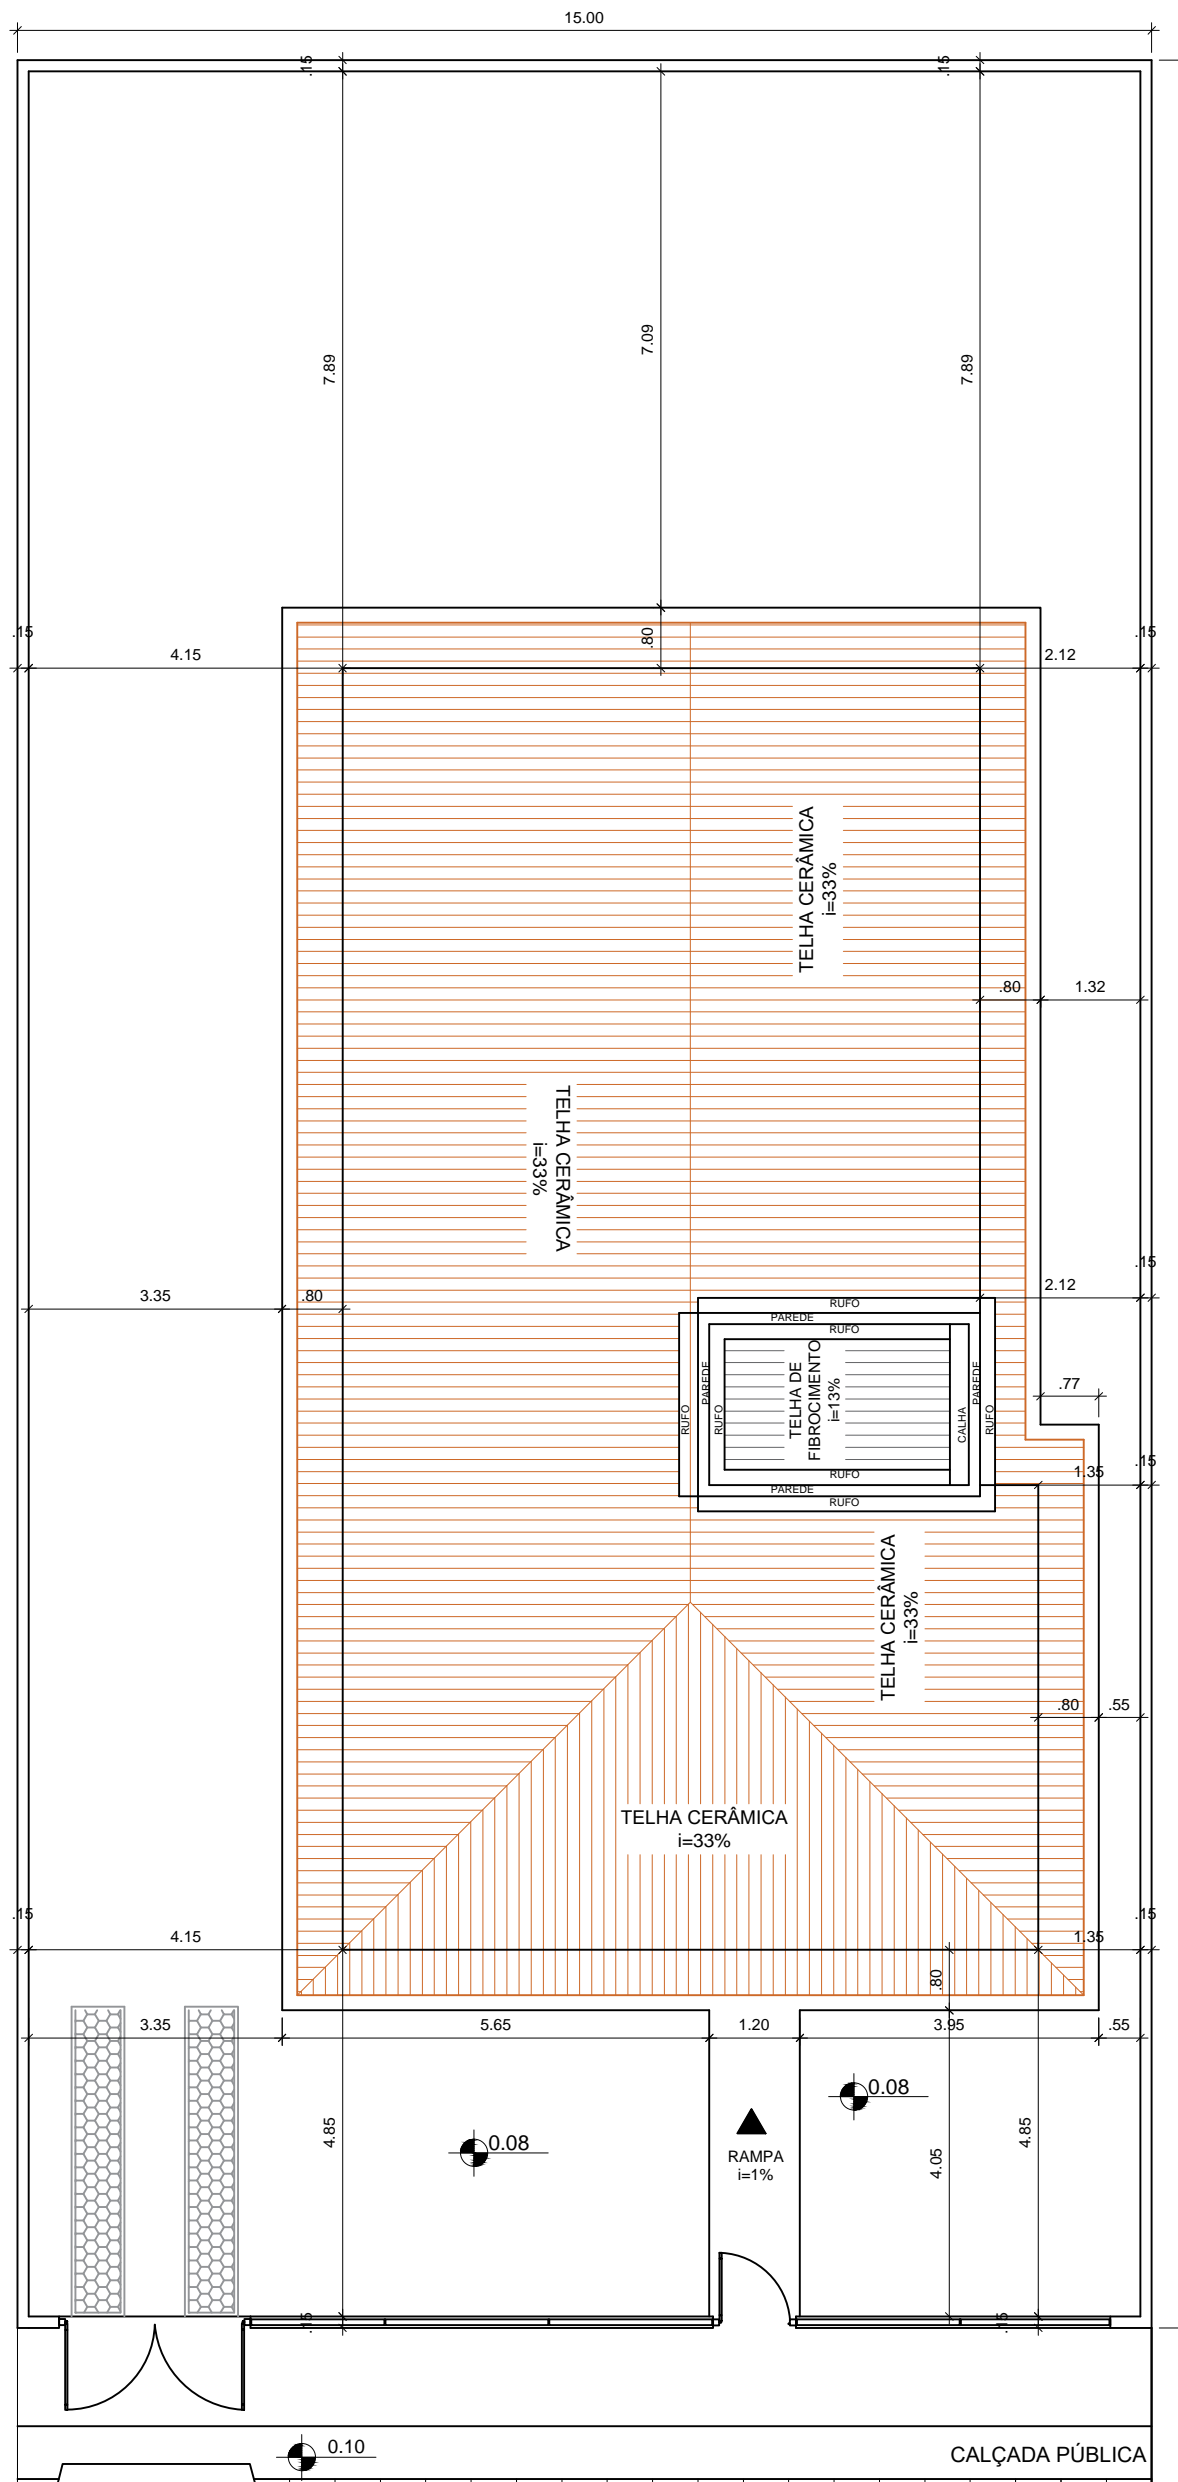 15.00
.15
.15
7.89
7.09
7.89
.15
4.15
.80
2.12
.15
TELHA CERÂMICA
i=33%
.80
1.32
TELHA CERÂMICA
i=33%
3.35
.80
2.12
.15
RUFO
PAREDE
RUFO
RUFO
PAREDE
RUFO
TELHA DE
FIBROCIMENTO
i=13%
CALHA
PAREDE
RUFO
RUFO
PAREDE
RUFO
.77
1.35
.15
TELHA CERÂMICA
i=33%
.80
.55
TELHA CERÂMICA
i=33%
.15
4.15
.80
1.35
.15
3.35
5.65
1.20
3.95
.55
0.08
0.08
4.85
RAMPA
i=1%
4.05
4.85
.15
.15
0.10
CALÇADA PÚBLICA